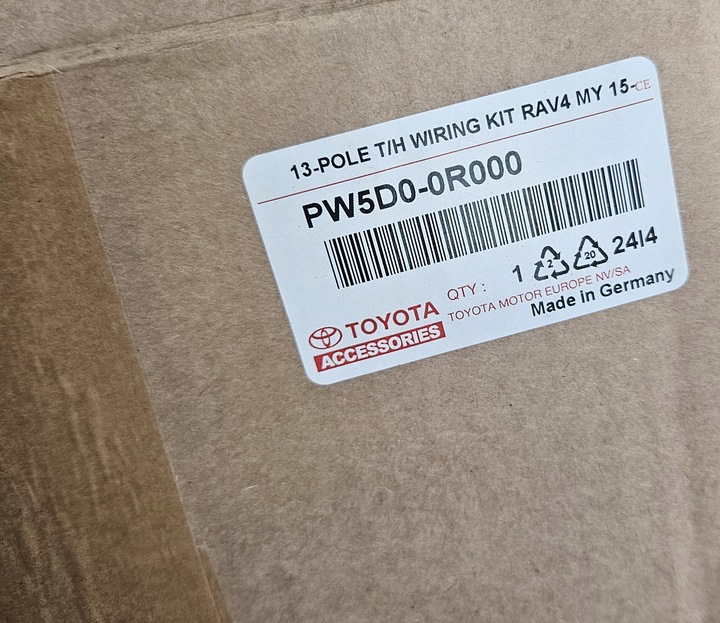 13-POLE T/H WIRING KIT RAV4 MY 15-CE
PW5D0-0R000
QTY : 1 2 20 24I4
TOYOTA TOYOTA MOTOR EUROPE NV/SA
ACCESSORIES Made in Germany